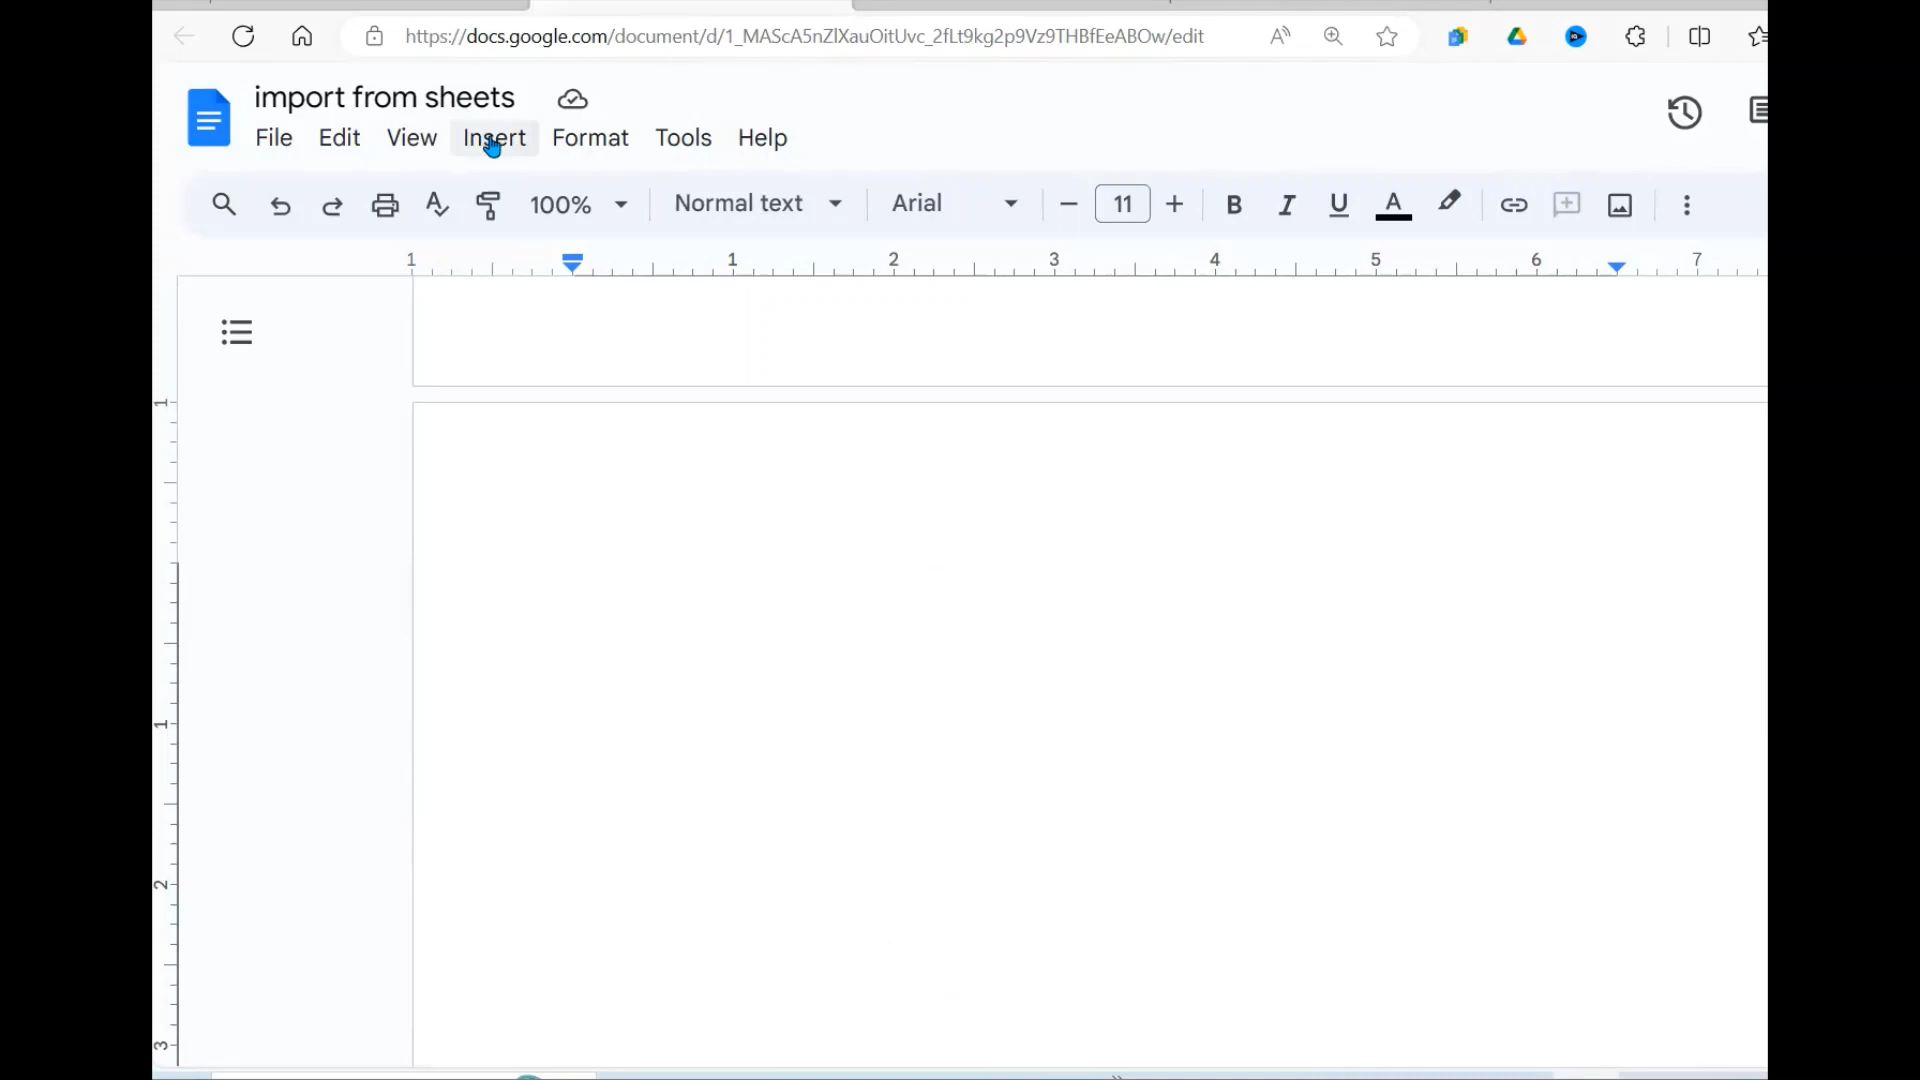 https://docs.google.com/document/d/1_MAScA5nZlXauOitUvc_2fLt9kg2p9Vz9THBfEeABOw/edit
import from sheets
File Edit View Insert Format Tools Help
100% Normal text Arial 11 B I U A
1 1 2 3 4 5 6 7
1
1
2
3